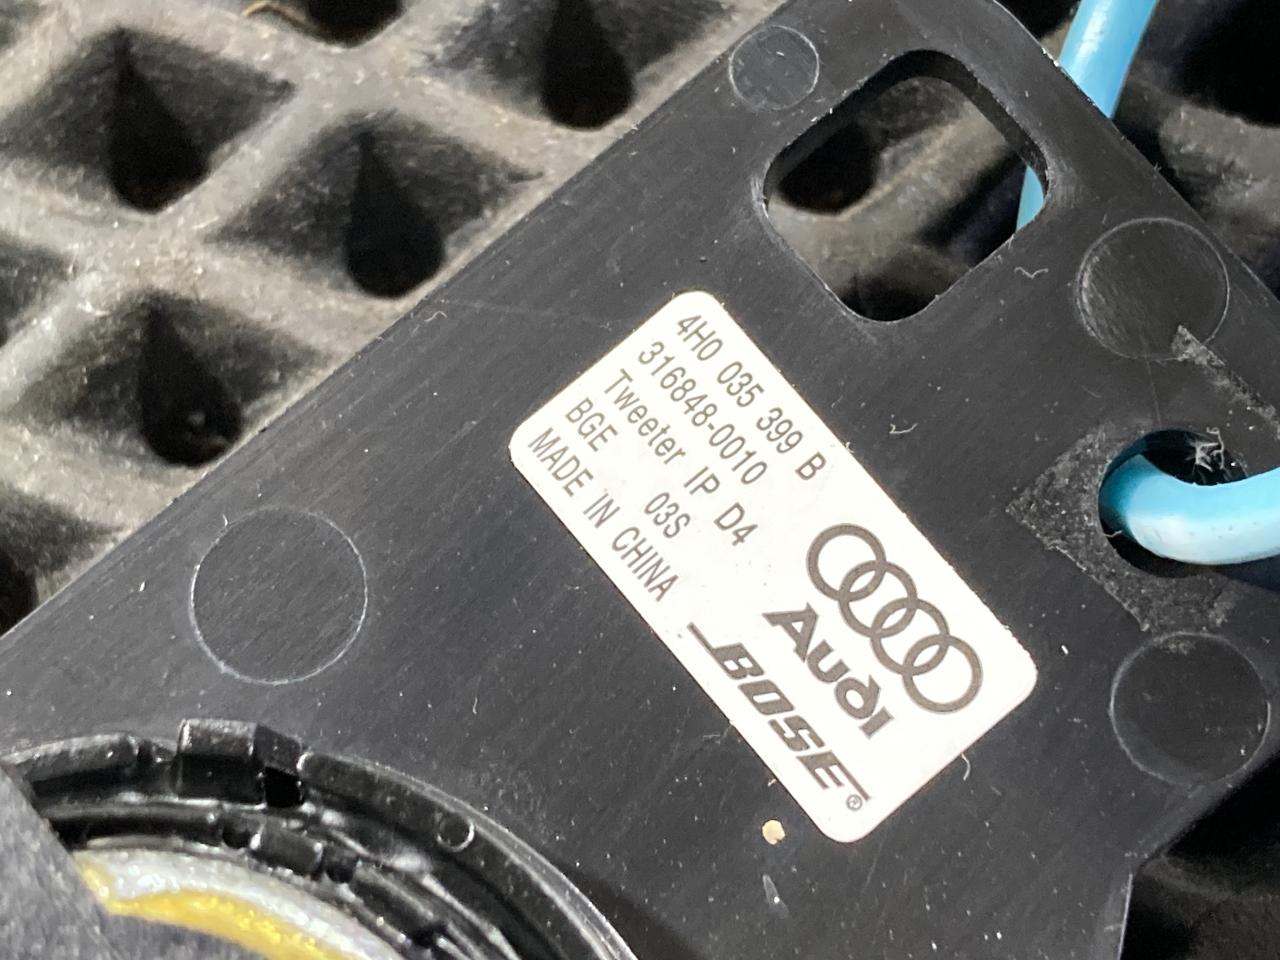 4H0 035 399 B
316848-0010
Tweeter IP D4
BGE 03S
MADE IN CHINA
Audi
BOSE®